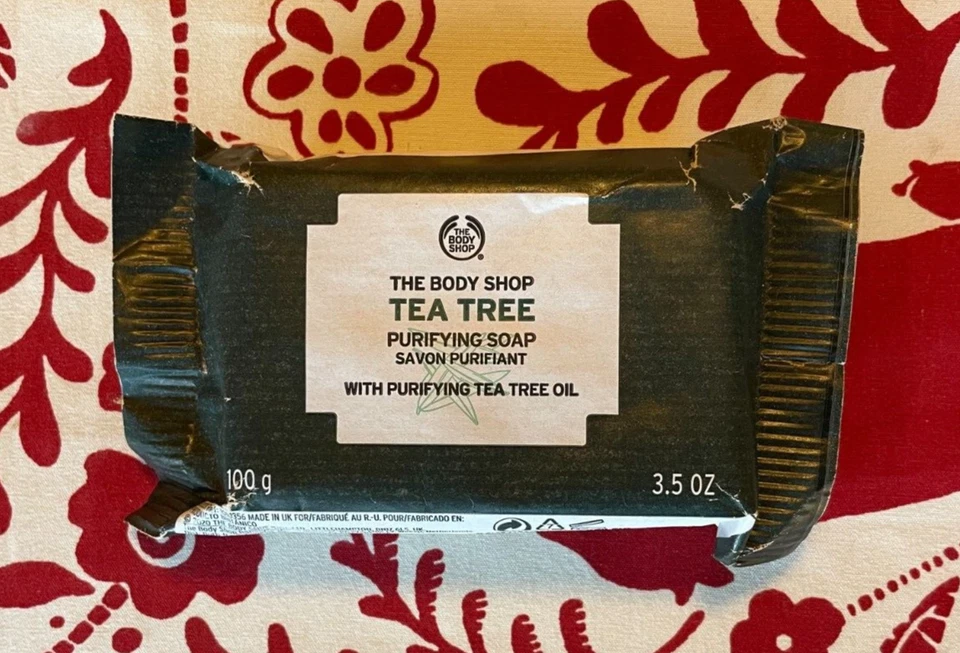 THE
BODY
SHOP
THE BODY SHOP
TEA TREE
PURIFYING SOAP
SAVON PURIFIANT
WITH PURIFYING TEA TREE OIL
100 g
3.5 OZ
MADE IN UK FOR/FABRIQUÉ AU R.-U. POUR/FABRICADO EN: